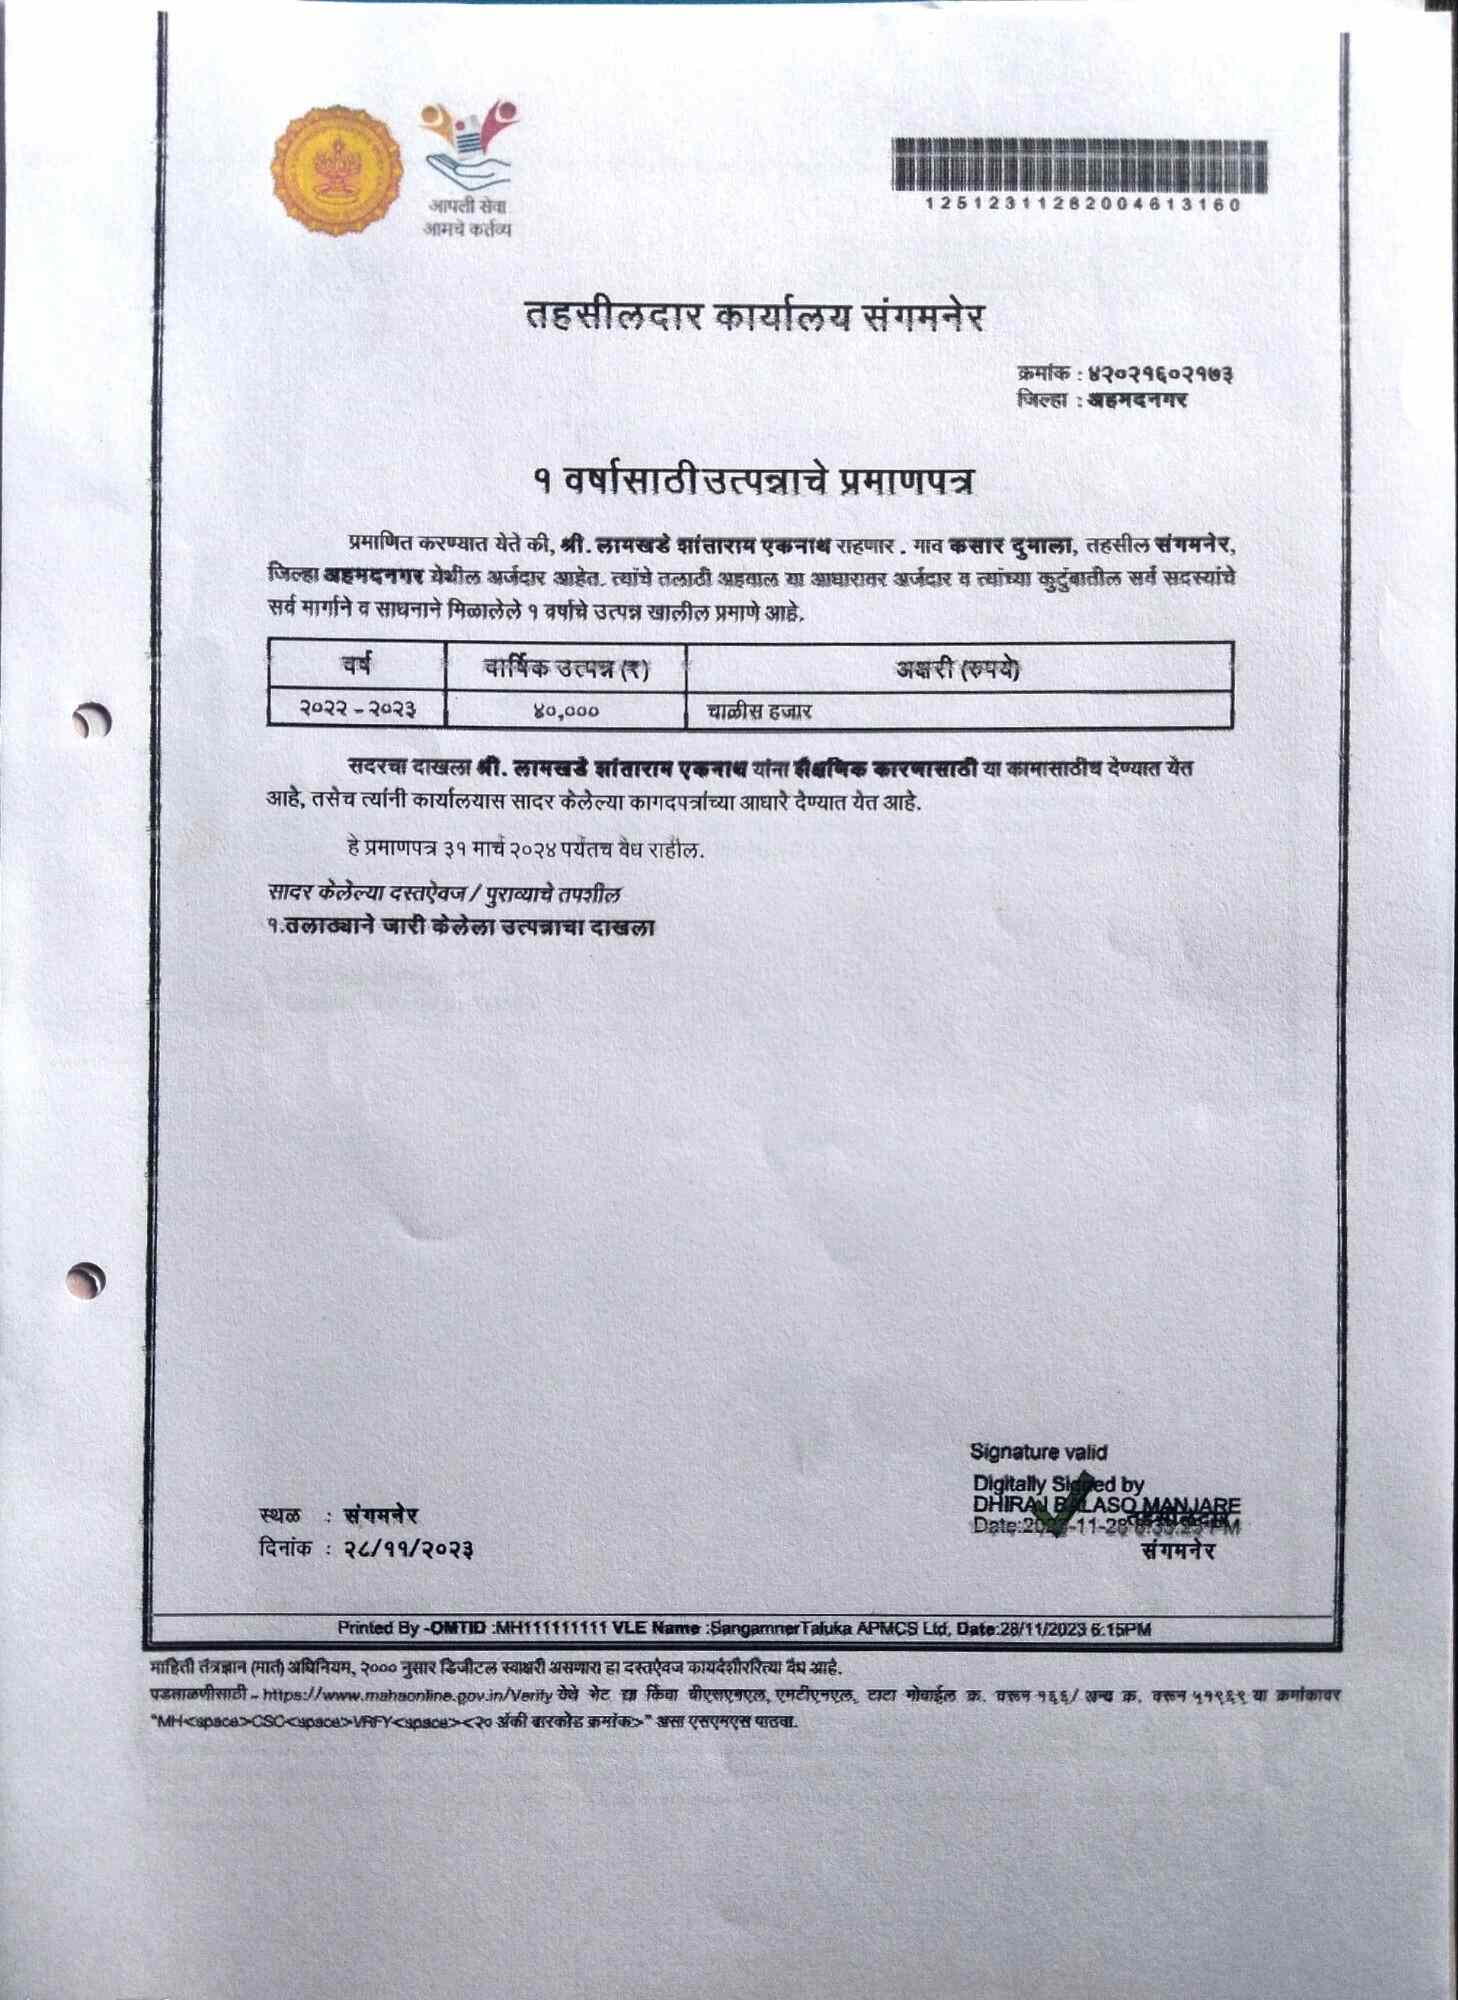 आपली सेवा
आमचे कर्तव्य
12512311282004613160
तहसीलदार कार्यालय संगमनेर
क्रमांक : ४२०२१६०२१७३
जिल्हा : अहमदनगर
१ वर्षासाठी उत्पन्नाचे प्रमाणपत्र
प्रमाणित करण्यात येते की, श्री. लामखडे शांताराम एकनाथ राहणार . गाव कसार दुमाला, तहसील संगमनेर,
जिल्हा अहमदनगर येथील अर्जदार आहेत. त्यांचे तलाठी अहवाल या आधारावर अर्जदार व त्यांच्या कुटुंबातील सर्व सदस्यांचे
सर्व मार्गाने व साधनाने मिळालेले १ वर्षाचे उत्पन्न खालील प्रमाणे आहे.
वर्ष वार्षिक उत्पन्न (₹) अक्षरी (रुपये)
२०२२ - २०२३ ४०,००० चाळीस हजार
सदरचा दाखला श्री. लामखडे शांताराम एकनाथ यांना शैक्षणिक कारणासाठी या कामासाठीच देण्यात येत
आहे, तसेच त्यांनी कार्यालयास सादर केलेल्या कागदपत्रांच्या आधारे देण्यात येत आहे.
हे प्रमाणपत्र ३१ मार्च २०२४ पर्यंतच वैध राहील.
सादर केलेल्या दस्तऐवज / पुराव्याचे तपशील
१.तलाठ्याने जारी केलेला उत्पन्नाचा दाखला
Signature valid
Digitally Signed by
DHIRAJ BALASO MANJARE
Date:2023-11-28 6:33:23 PM
तहसीलदार
संगमनेर
स्थळ : संगमनेर
दिनांक : २८/११/२०२३
Printed By -OMTID :MH111111111 VLE Name :SangamnerTaluka APMCS Ltd, Date:28/11/2023 6:15PM
माहिती तंत्रज्ञान (मातं) अधिनियम, २००० नुसार डिजीटल स्वाक्षरी असणारा हा दस्तऐवज कायदेशीररित्या वैध आहे.
पडताळणीसाठी - https://www.mahaonline.gov.in/Verify येथे भेट द्या किंवा बीएसएनएल, एमटीएनएल, टाटा मोबाईल क्र. वरून १६६/ अन्य क्र. वरून ५१९६९ या क्रमांकावर
"MH<space>CSC<space>VRFY<space><२० अंकी बारकोड क्रमांक>" असा एसएमएस पाठवा.